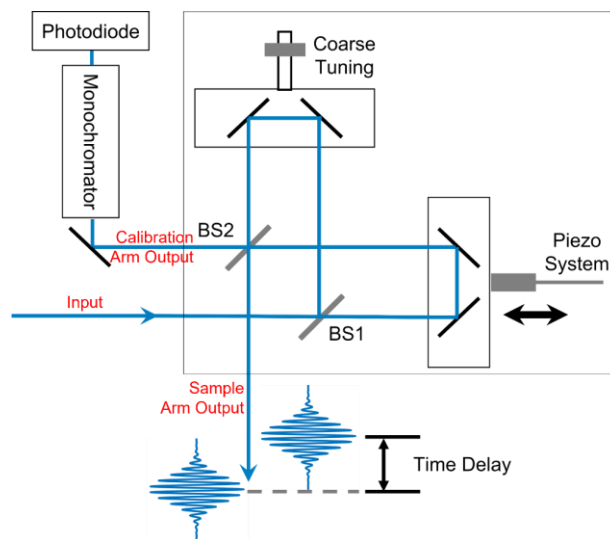 Photodiode
Monochromator
Coarse
Tuning
BS2
Calibration
Arm Output
Piezo
System
Input
BS1
Sample
Arm Output
Time Delay